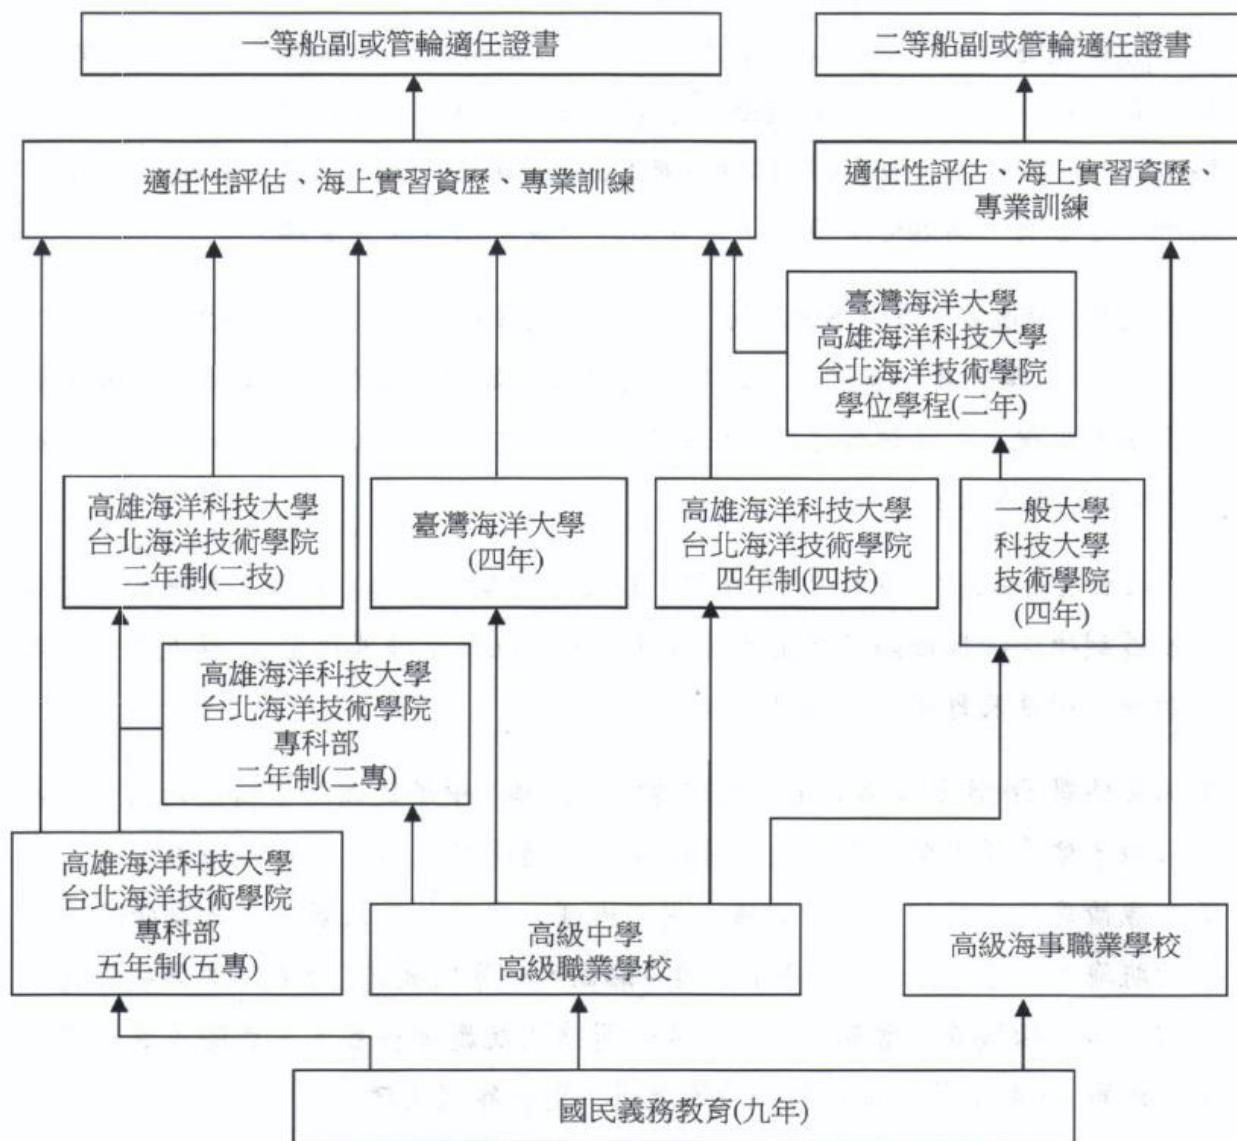 一等船副或管輪適任證書
二等船副或管輪適任證書
適任性評估、海上實習資歷、專業訓練
適任性評估、海上實習資歷、
專業訓練
臺灣海洋大學
高雄海洋科技大學
台北海洋技術學院
學位學程(二年)
高雄海洋科技大學
台北海洋技術學院
二年制(二技)
臺灣海洋大學
(四年)
高雄海洋科技大學
台北海洋技術學院
四年制(四技)
一般大學
科技大學
技術學院
(四年)
高雄海洋科技大學
台北海洋技術學院
專科部
二年制(二專)
高雄海洋科技大學
台北海洋技術學院
專科部
五年制(五專)
高級中學
高級職業學校
高級海事職業學校
國民義務教育(九年)